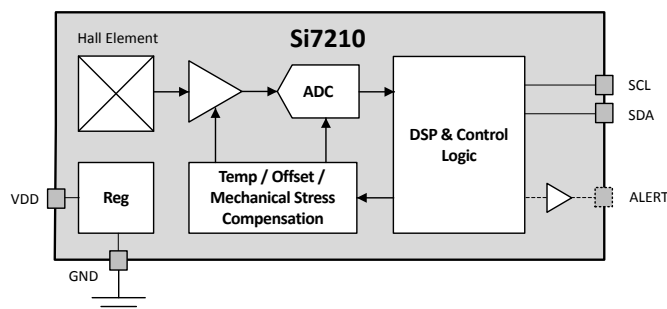 Si7210
Hall Element
ADC
SCL
SDA
DSP & Control
Logic
Temp / Offset /
Mechanical Stress
Compensation
VDD
Reg
ALERT
GND